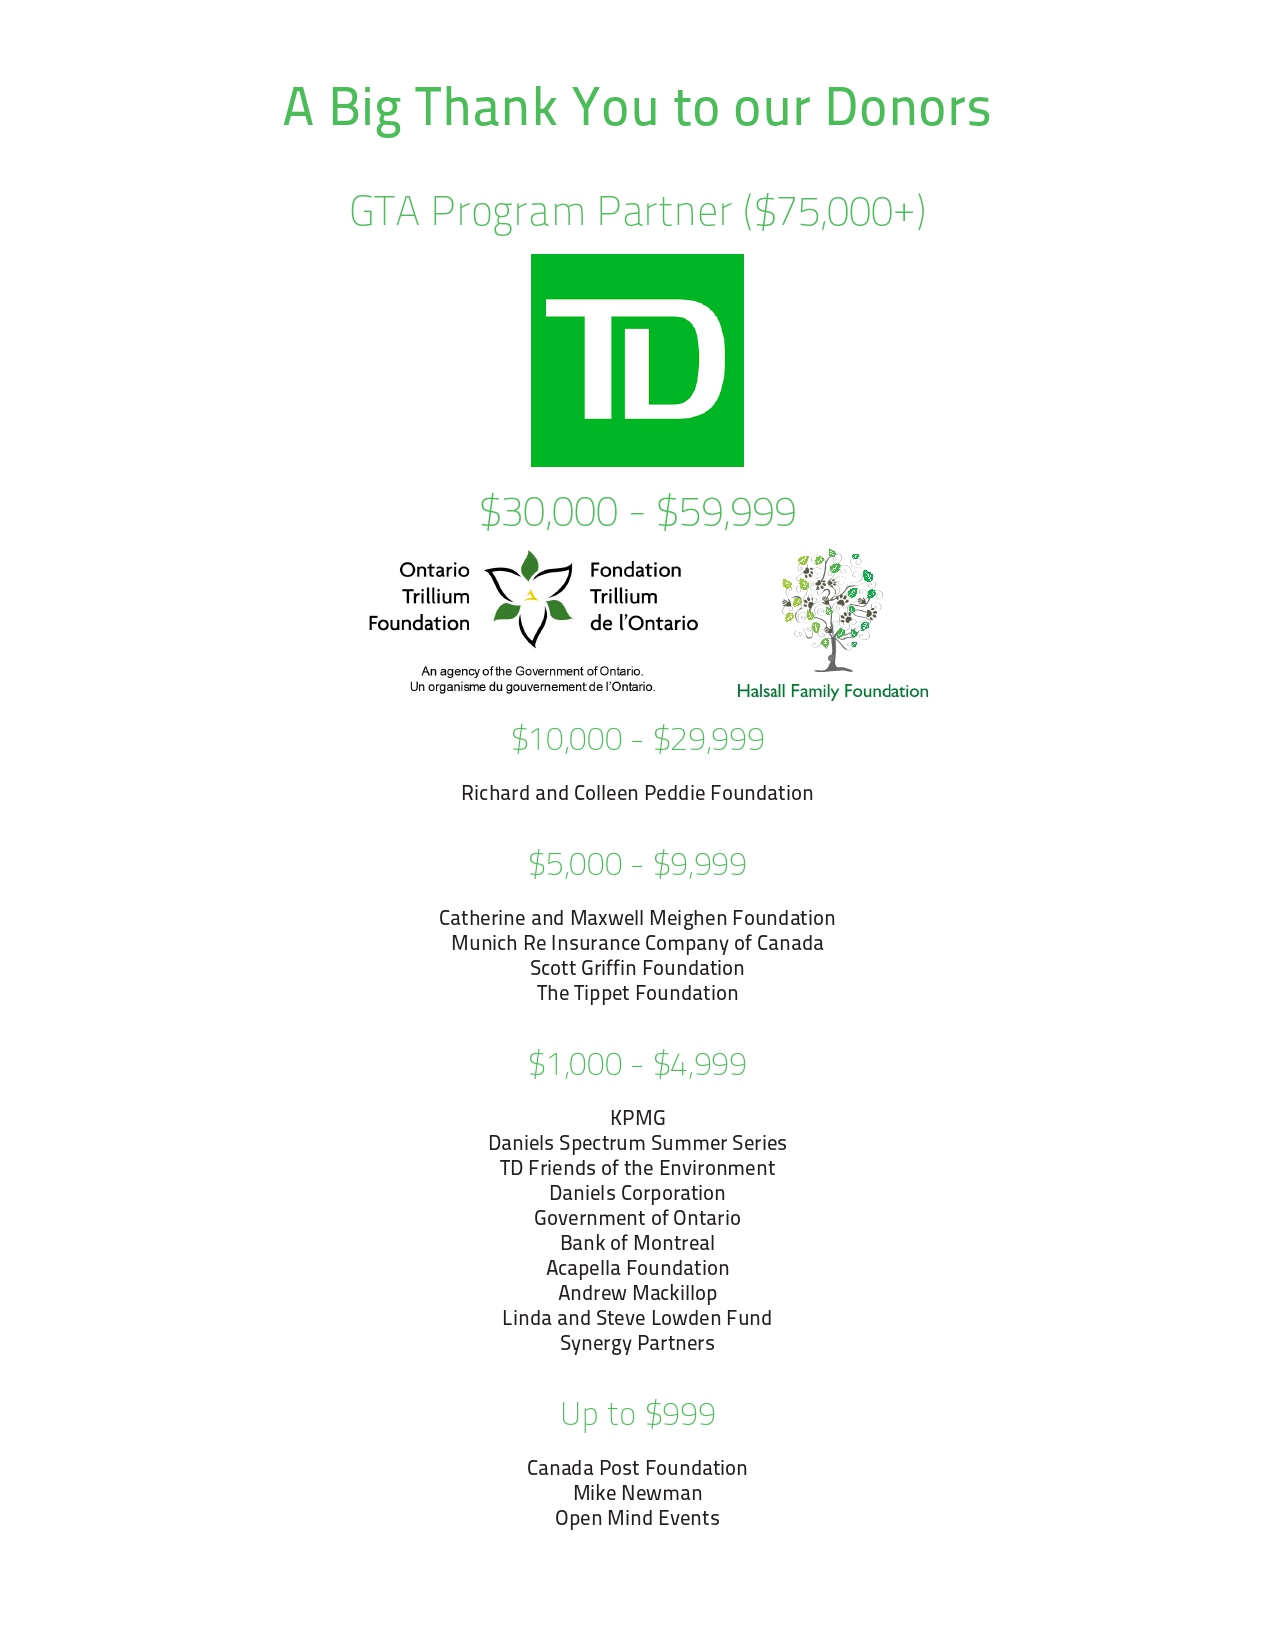 A Big Thank You to our Donors
GTA Program Partner ($75,000+)
TD
$30,000 - $59,999
Ontario
Trillium
Foundation
Fondation
Trillium
de l'Ontario
An agency of the Government of Ontario.
Un organisme du gouvernement de l'Ontario.
Halsall Family Foundation
$10,000 - $29,999
Richard and Colleen Peddie Foundation
$5,000 - $9,999
Catherine and Maxwell Meighen Foundation
Munich Re Insurance Company of Canada
Scott Griffin Foundation
The Tippet Foundation
$1,000 - $4,999
KPMG
Daniels Spectrum Summer Series
TD Friends of the Environment
Daniels Corporation
Government of Ontario
Bank of Montreal
Acapella Foundation
Andrew Mackillop
Linda and Steve Lowden Fund
Synergy Partners
Up to $999
Canada Post Foundation
Mike Newman
Open Mind Events